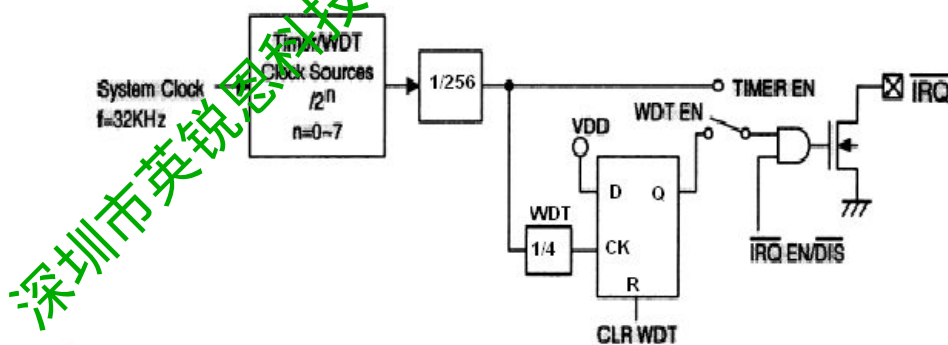 Timer/WDT
Clock Sources
/2ⁿ
n=0~7
System Clock
f=32KHz
1/256
TIMER EN
IRQ
WDT EN
VDD
D
Q
WDT
1/4
CK
R
IRQ EN/DIS
CLR WDT
深圳市英锐恩科技